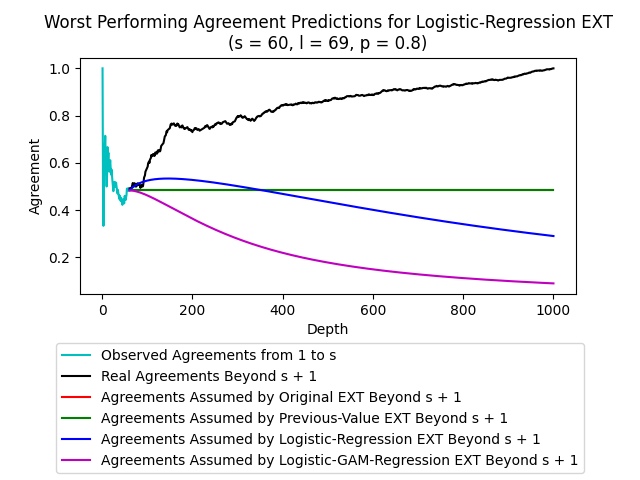 Worst Performing Agreement Predictions for Logistic-Regression EXT
(s = 60, l = 69, p = 0.8)
1.0
0.8
0.6
0.4
0.2
Agreement
0 200 400 600 800 1000
Depth
Observed Agreements from 1 to s
Real Agreements Beyond s + 1
Agreements Assumed by Original EXT Beyond s + 1
Agreements Assumed by Previous-Value EXT Beyond s + 1
Agreements Assumed by Logistic-Regression EXT Beyond s + 1
Agreements Assumed by Logistic-GAM-Regression EXT Beyond s + 1